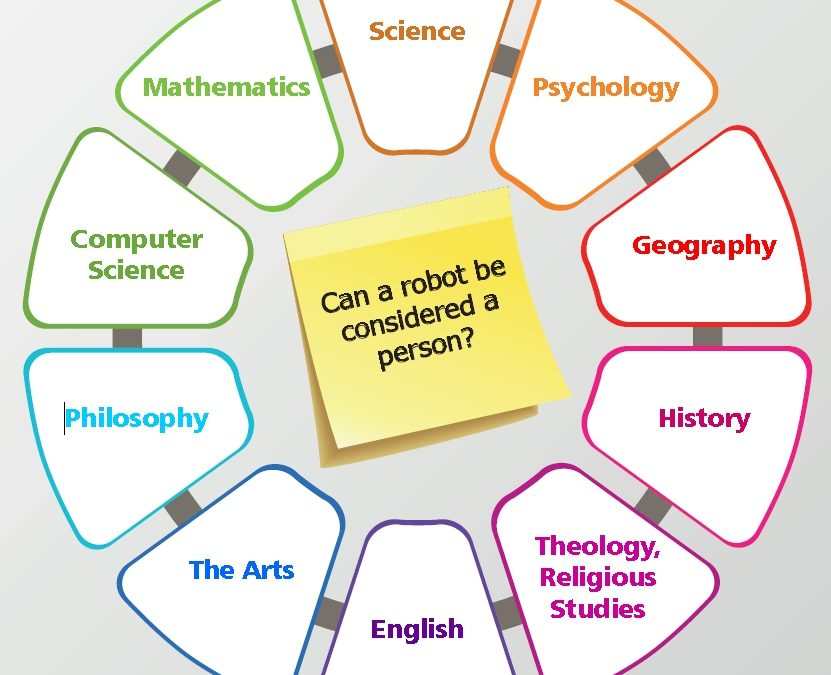 Science
Mathematics
Psychology
Computer
Science
Geography
Can a robot be
considered a
person?
Philosophy
History
The Arts
Theology,
Religious
Studies
English